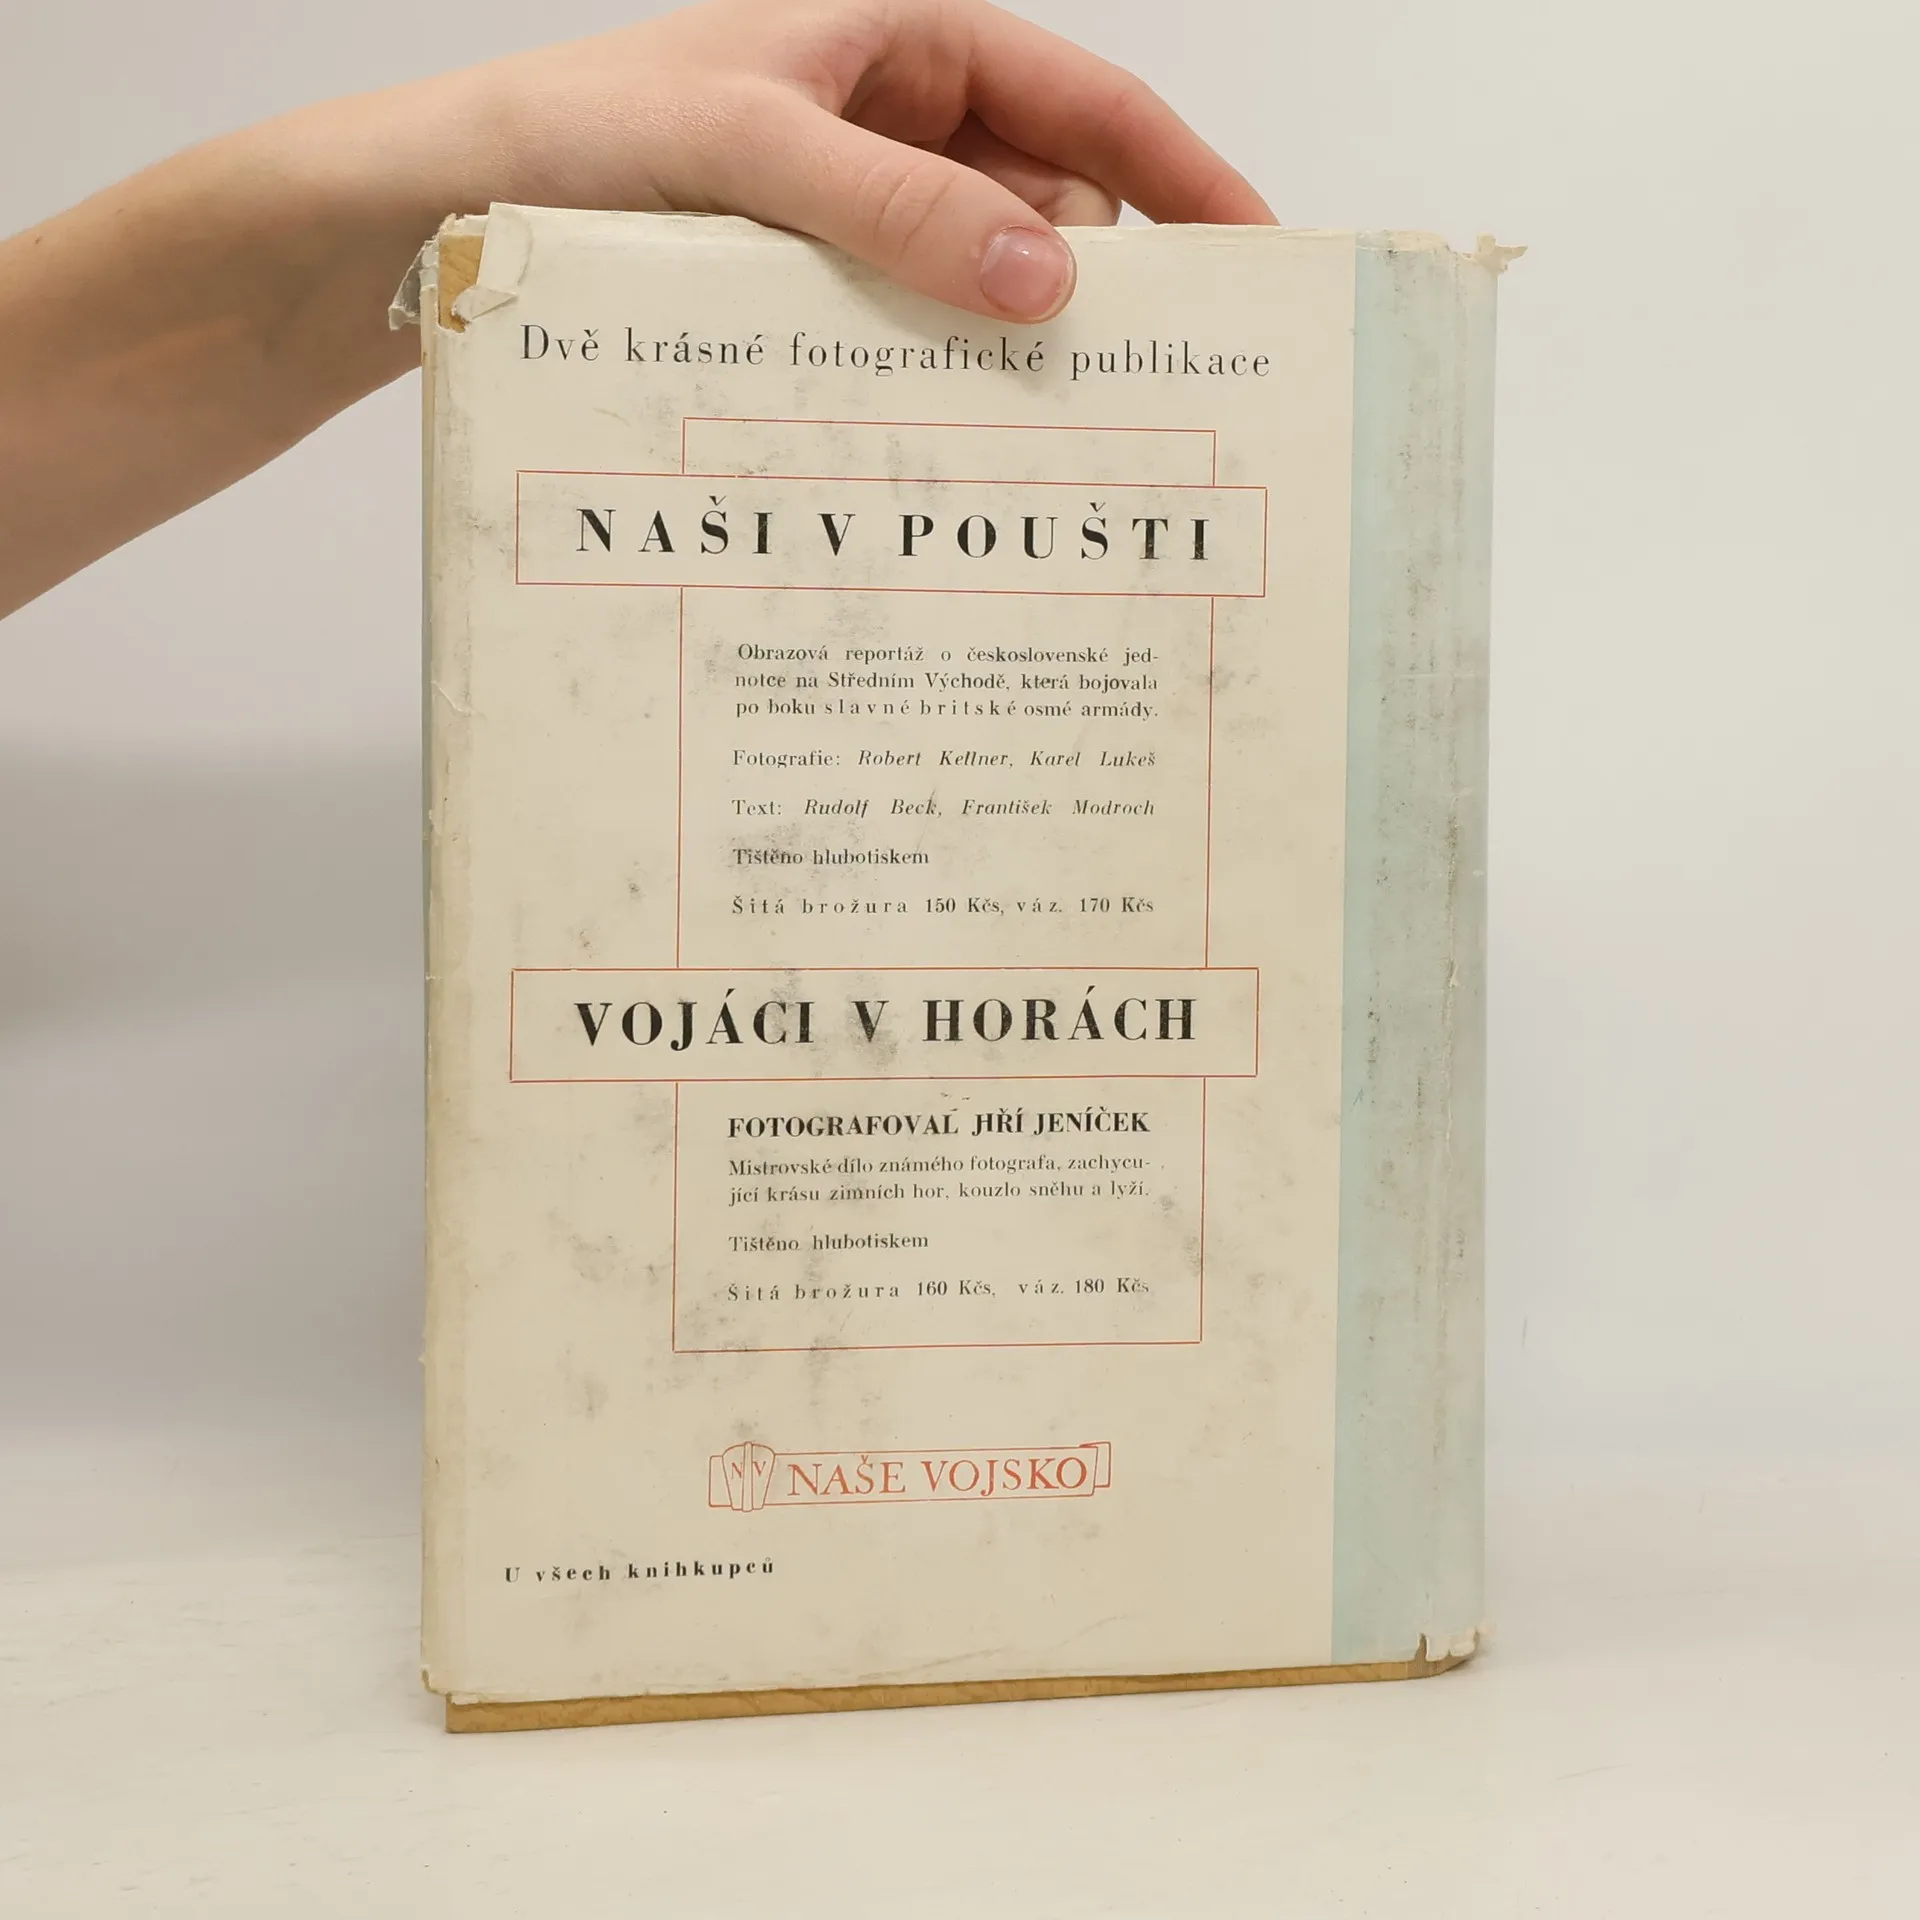 Dvě krásné fotografické publikace
NAŠI V POUŠTI
Obrazová reportáž o československé jed-
notce na Středním Východě, která bojovala
po boku slavné britské osmé armády.
Fotografie: Robert Kellner, Karel Lukeš
Text: Rudolf Beck, František Modroch
Tištěno hlubotiskem
Šitá brožura 150 Kčs, váz. 170 Kčs
VOJÁCI V HORÁCH
FOTOGRAFOVAL JIŘÍ JENÍČEK
Mistrovské dílo známého fotografa, zachycu-
jící krásu zimních hor, kouzlo sněhu a lyží.
Tištěno hlubotiskem
Šitá brožura 160 Kčs, váz. 180 Kčs
NV NAŠE VOJSKO
U všech knihkupců